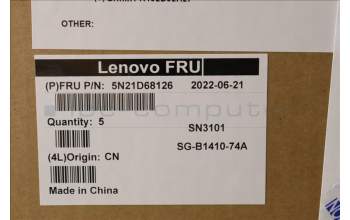 OTHER:
Lenovo FRU
(P)FRU P/N: 5N21D68126 2022-06-21
Quantity: 5
SN3101
SG-B1410-74A
(4L)Origin: CN
Made in China